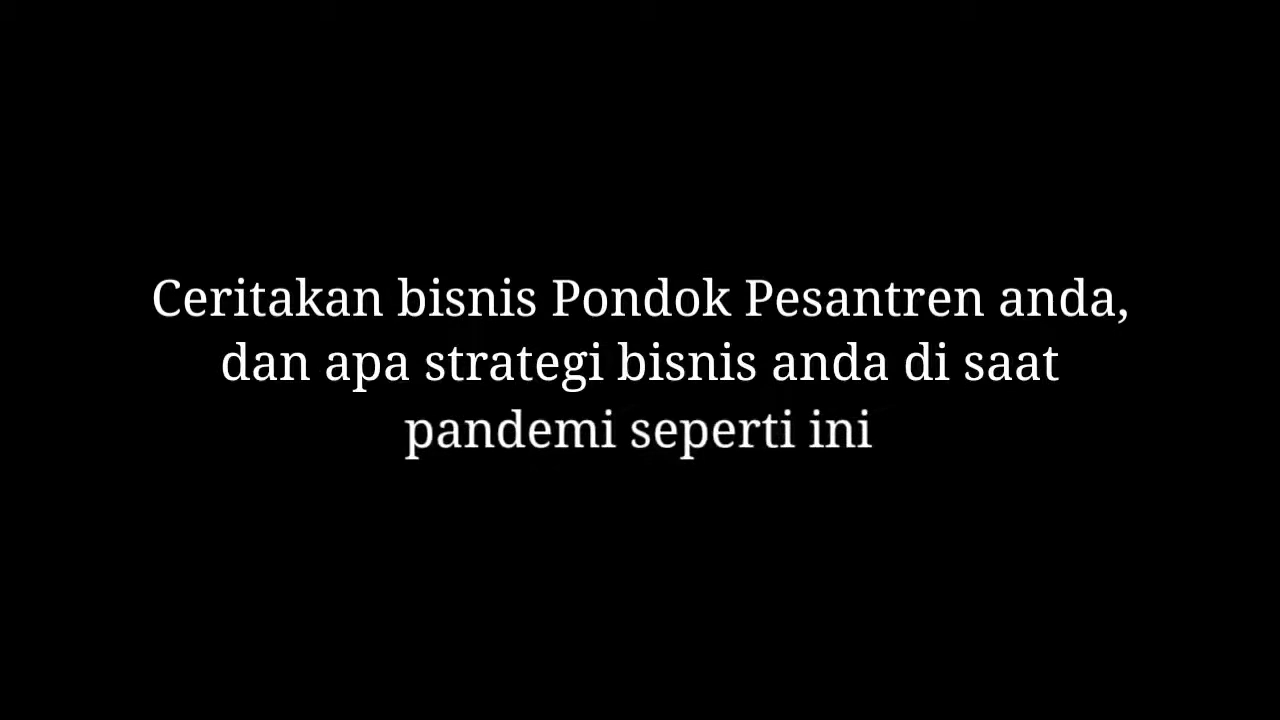 Ceritakan bisnis Pondok Pesantren anda,
dan apa strategi bisnis anda di saat
pandemi seperti ini